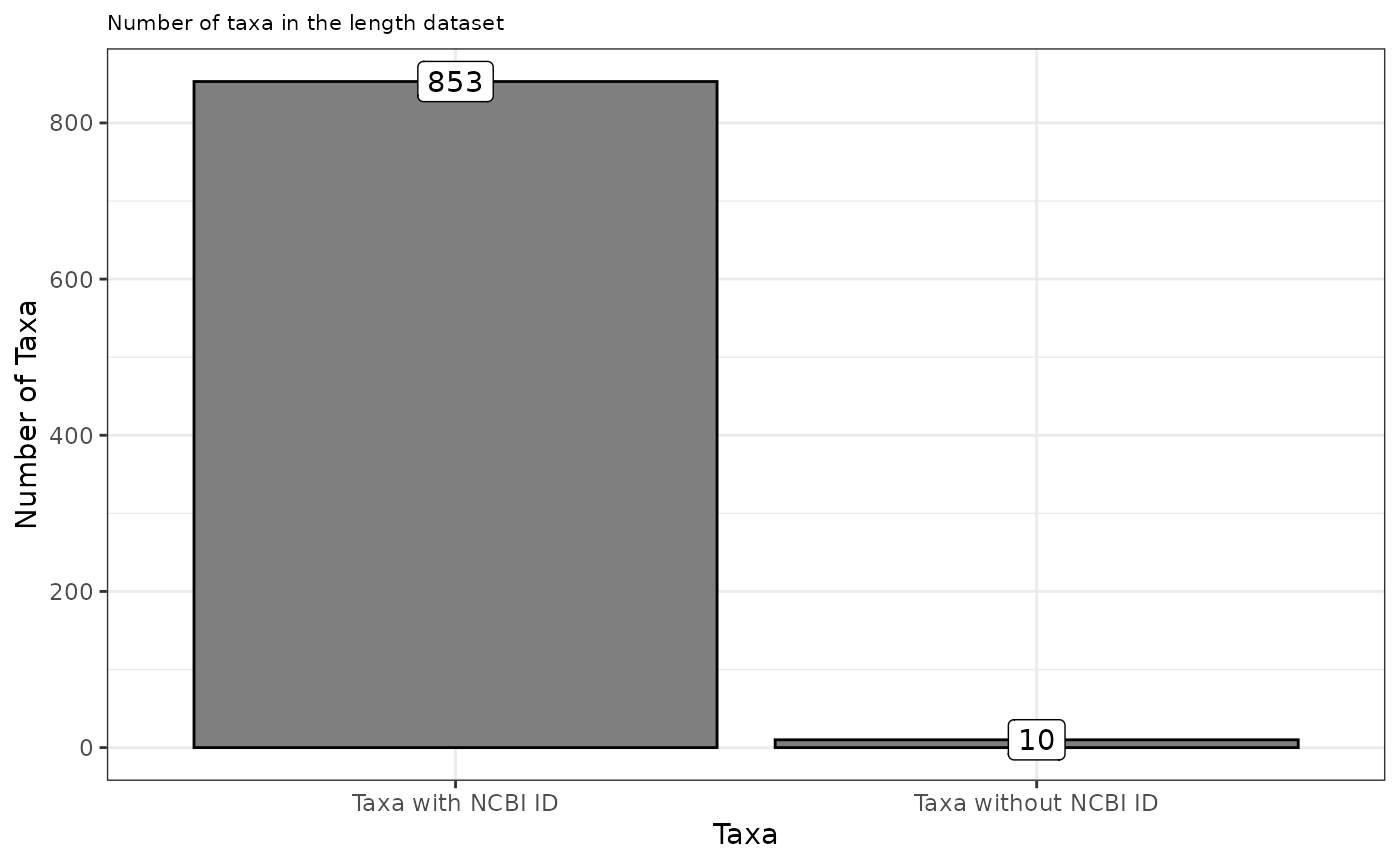 Number of taxa in the length dataset
Number of Taxa
800
600
400
200
0
853
10
Taxa with NCBI ID
Taxa without NCBI ID
Taxa